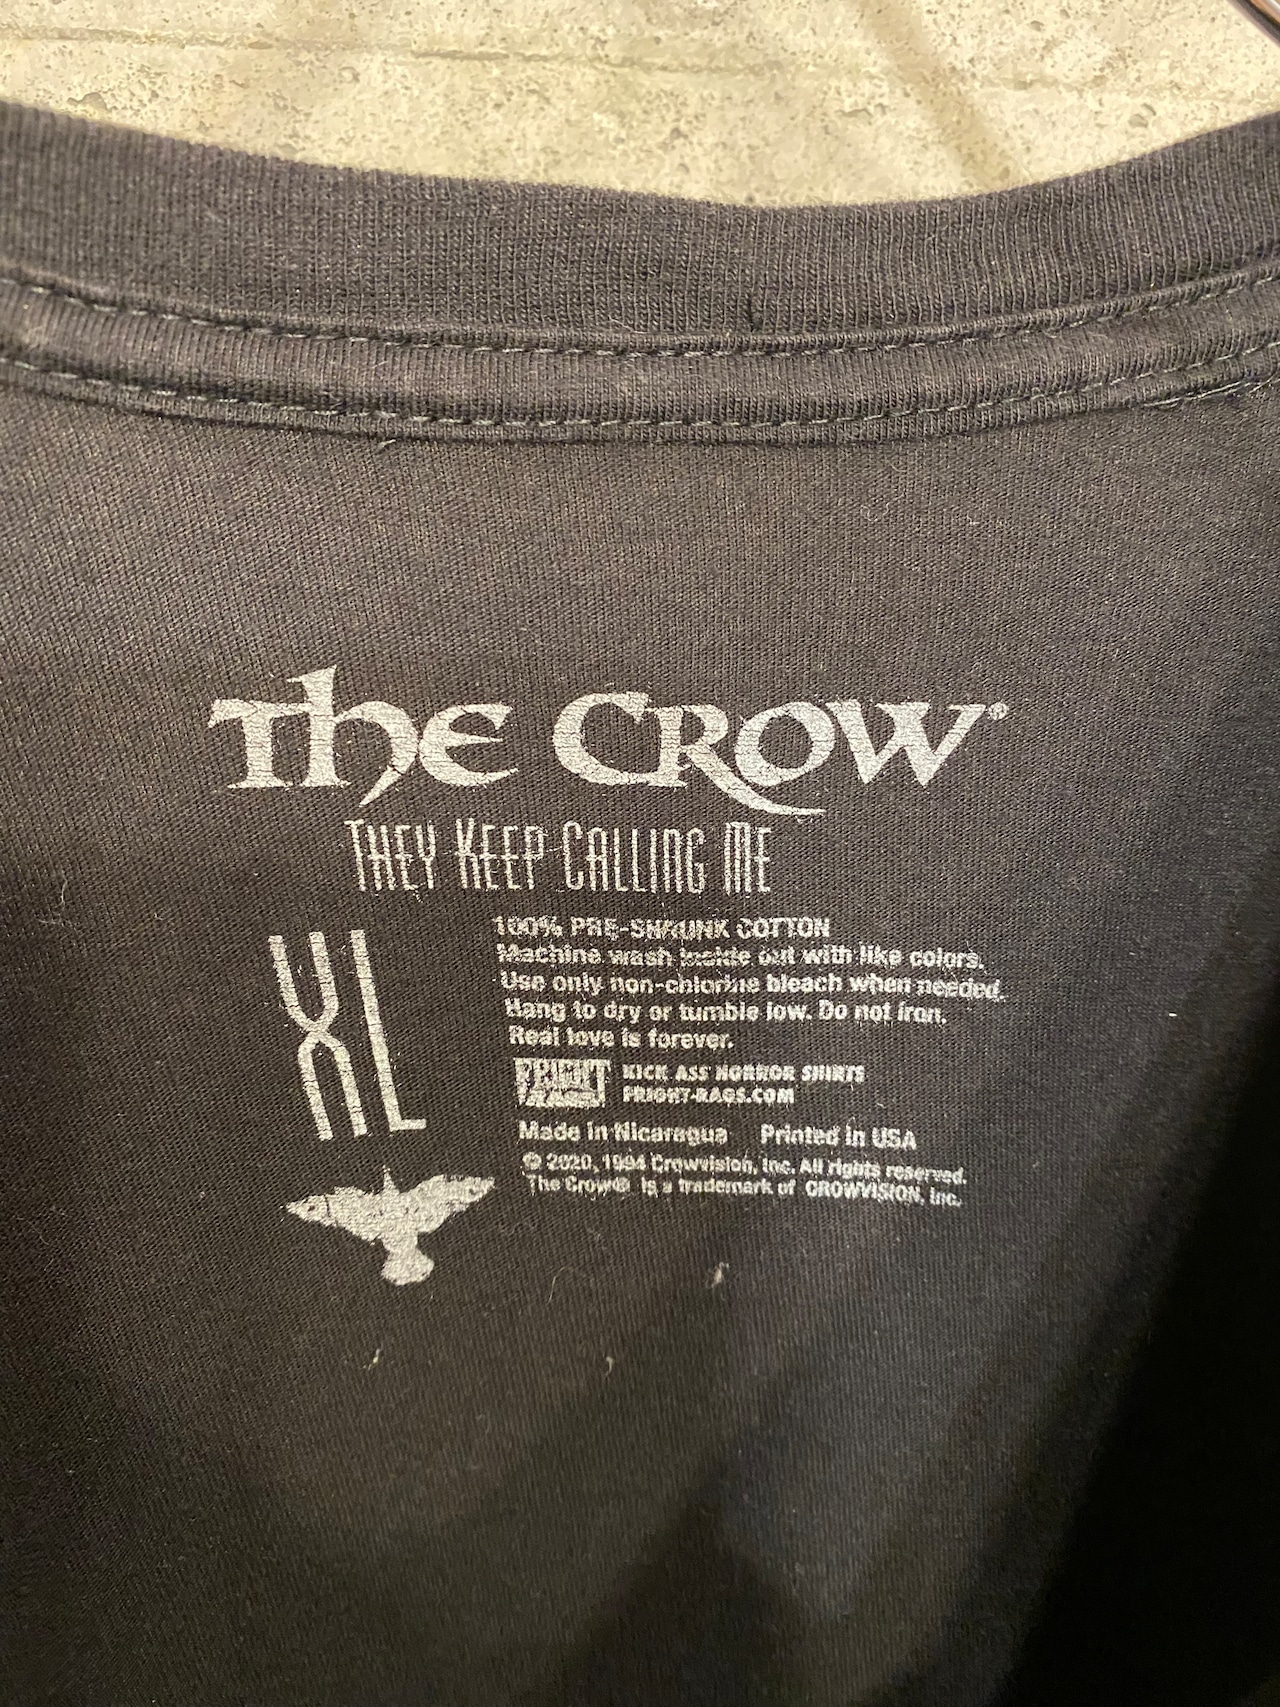 The Crow®
They Keep Calling Me
XL
100% PRE-SHRUNK COTTON
Machine wash inside out with like colors.
Use only non-chlorine bleach when needed.
Hang to dry or tumble low. Do not iron.
Real love is forever.
FRIGHT
RAGS
KICK ASS HORROR SHIRTS
FRIGHT-RAGS.COM
Made in Nicaragua Printed in USA
© 2020, 1994 Crowvision, Inc. All rights reserved.
The Crow® is a trademark of CROWVISION, Inc.